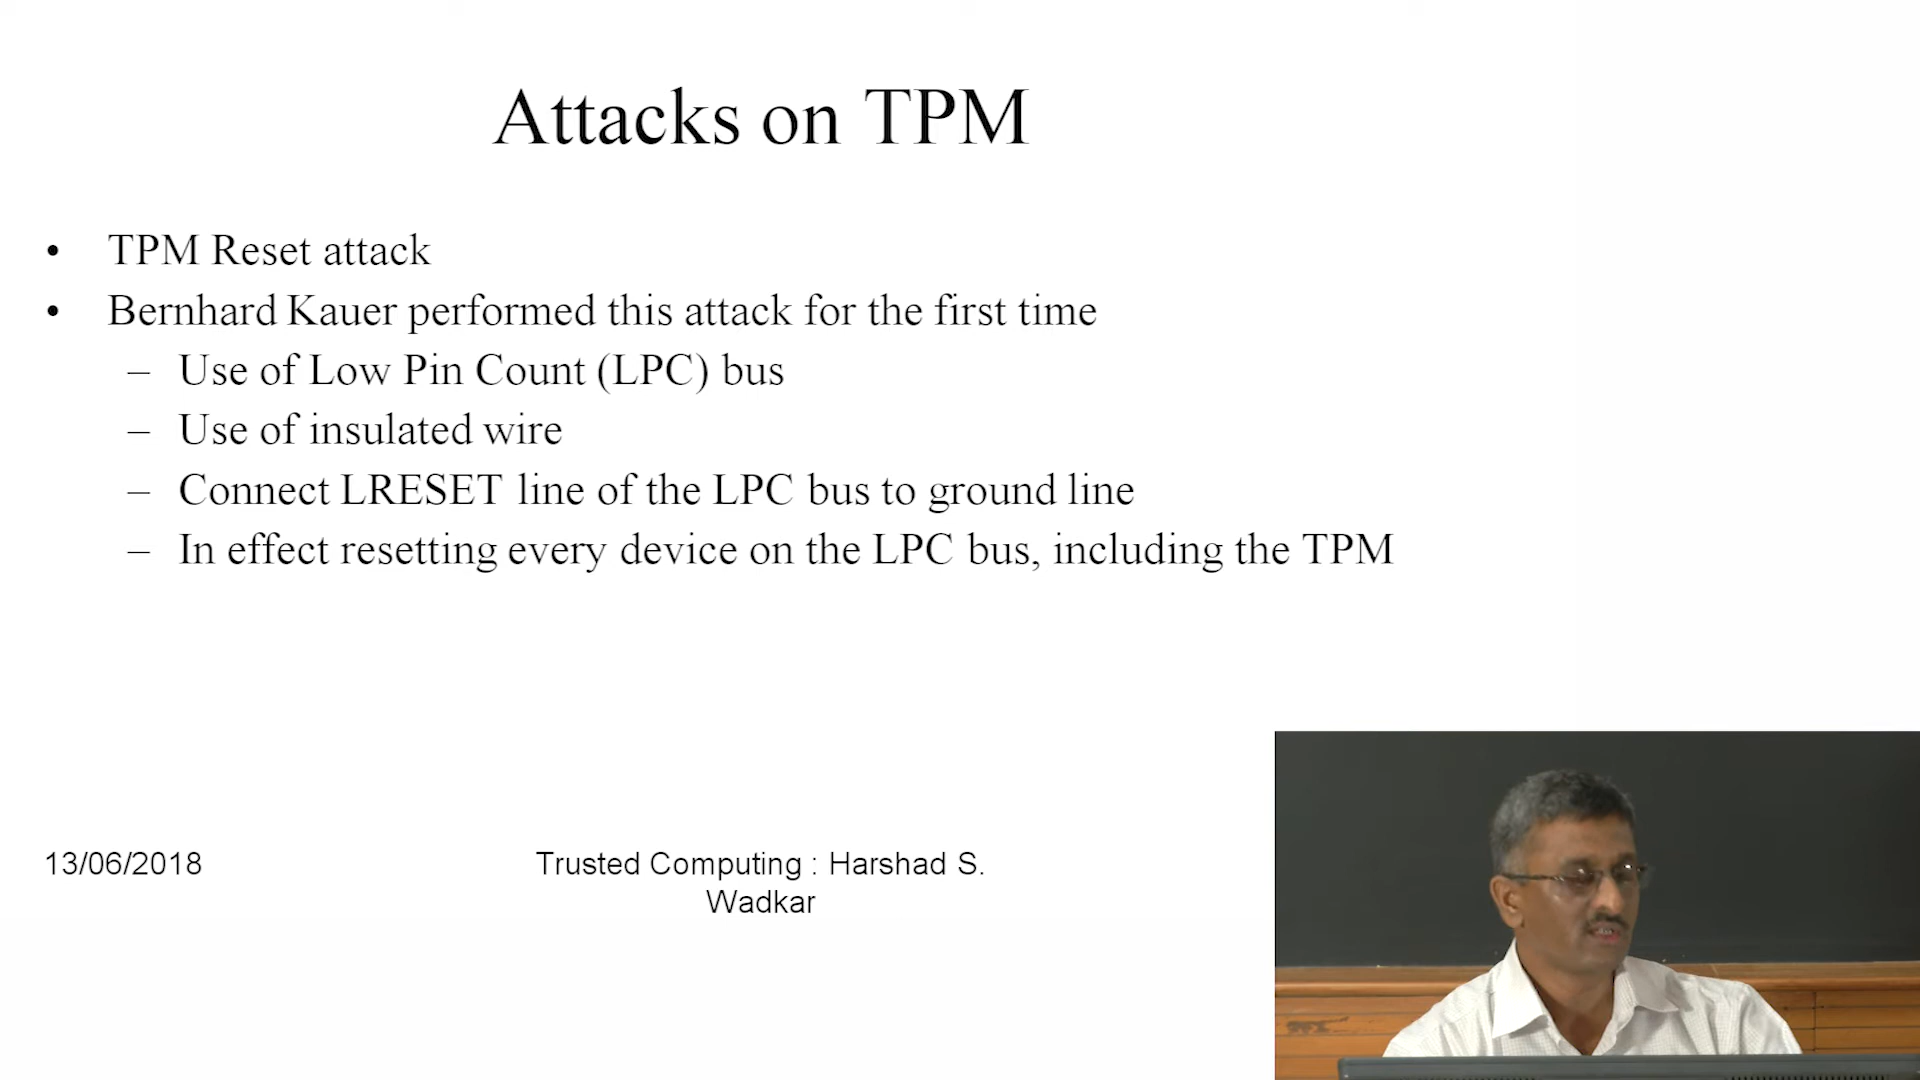 Attacks on TPM
• TPM Reset attack
• Bernhard Kauer performed this attack for the first time
– Use of Low Pin Count (LPC) bus
– Use of insulated wire
– Connect LRESET line of the LPC bus to ground line
– In effect resetting every device on the LPC bus, including the TPM
13/06/2018
Trusted Computing : Harshad S.
Wadkar